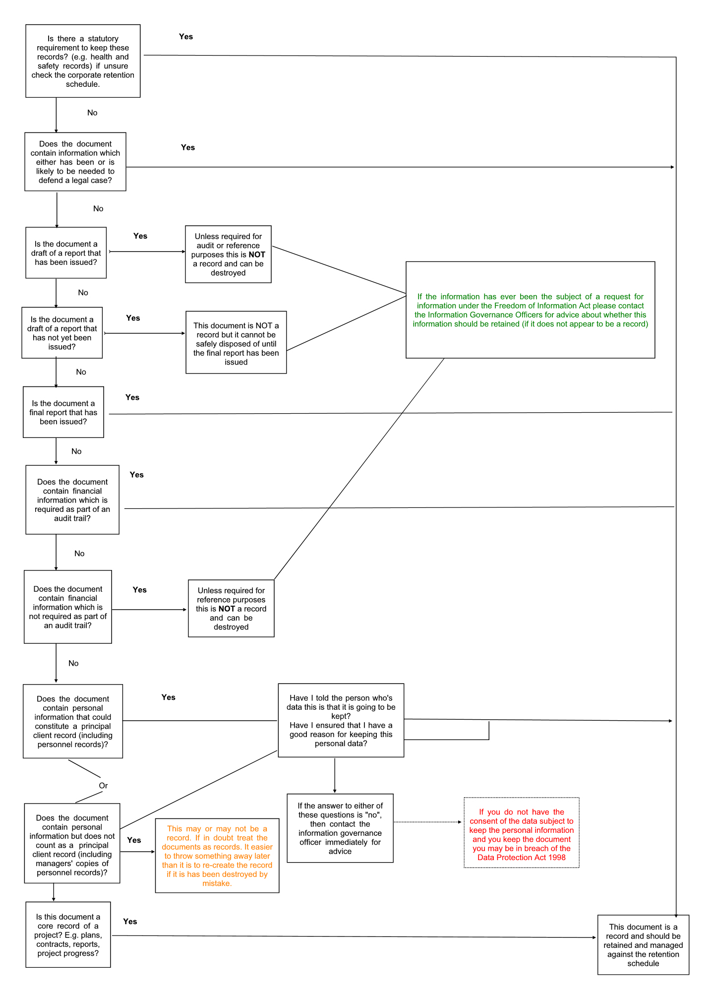 Is there a statutory
requirement to keep these
records? (e.g. health and
safety records) if unsure
check the corporate retention
schedule.
Yes
No
Does the document
contain information which
either has been or is
likely to be needed to
defend a legal case?
Yes
No
Is the document a
draft of a report that
has been issued?
Yes
Unless required for
audit or reference
purposes this is NOT
a record and can be
destroyed
If the information has ever been the subject of a request for
information under the Freedom of Information Act please contact
the Information Governance Officers for advice about whether this
information should be retained (if it does not appear to be a record)
No
Is the document a
draft of a report that
has not yet been
issued?
Yes
This document is NOT a
record but it cannot be
safely disposed of until
the final report has been
issued
No
Is the document a
final report that has
been issued?
Yes
No
Does the document
contain financial
information which is
required as part of an
audit trail?
Yes
No
Does the document
contain financial
information which is
not required as part of
an audit trail?
Yes
Unless required for
reference purposes
this is NOT a record
and can be
destroyed
No
Does the document
contain personal
information that could
constitute a principal
client record (including
personnel records)?
Yes
Have I told the person who's
data this is that it is going to be
kept?
Have I ensured that I have a
good reason for keeping this
personal data?
Or
Does the document
contain personal
information but does not
count as a principal
client record (including
managers' copies of
personnel records)?
Yes
This may or may not be a
record. If in doubt treat the
documents as records. It easier
to throw something away later
than it is to re-create the record
if it is has been destroyed by
mistake.
If the answer to either of
these questions is "no",
then contact the
information governance
officer immediately for
advice
If you do not have the
consent of the data subject to
keep the personal information
and you keep the document
you may be in breach of the
Data Protection Act 1998
Is this document a
core record of a
project? E.g. plans,
contracts, reports,
project progress?
Yes
This document is a
record and should be
retained and managed
against the retention
schedule